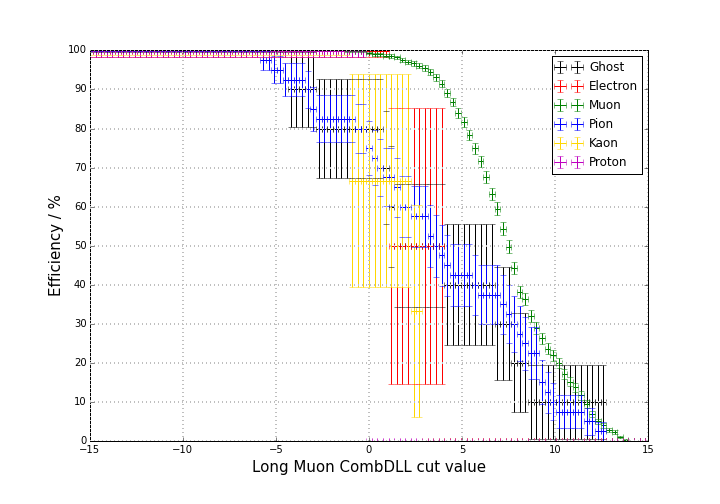 100
90
80
70
60
50
40
30
20
10
0
Efficiency / %
−15
−10
−5
0
5
10
15
Long Muon CombDLL cut value
Ghost
Electron
Muon
Pion
Kaon
Proton